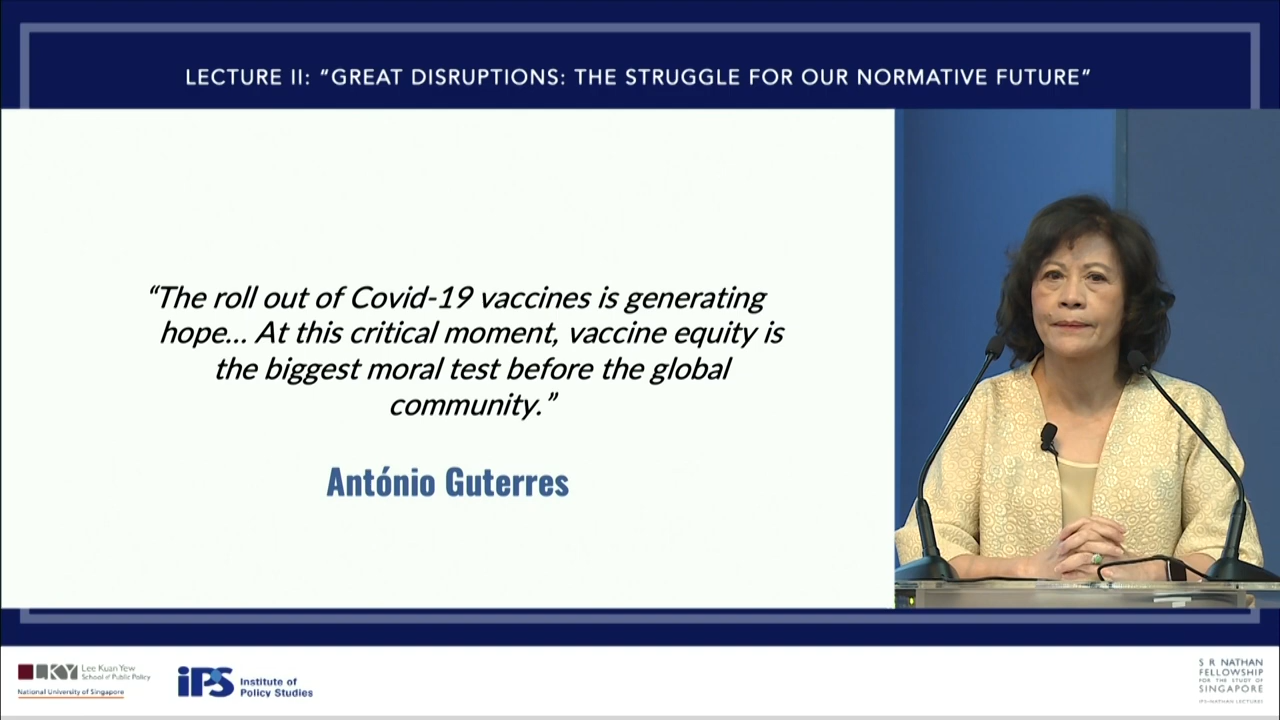 LECTURE II: “GREAT DISRUPTIONS: THE STRUGGLE FOR OUR NORMATIVE FUTURE”
“The roll out of Covid-19 vaccines is generating
hope... At this critical moment, vaccine equity is
the biggest moral test before the global
community.”
António Guterres
LKY
Lee Kuan Yew
School of Public Policy
National University of Singapore
iPS
Institute of
Policy Studies
S R NATHAN
FELLOWSHIP
FOR THE STUDY OF
SINGAPORE
IPS-NATHAN LECTURES